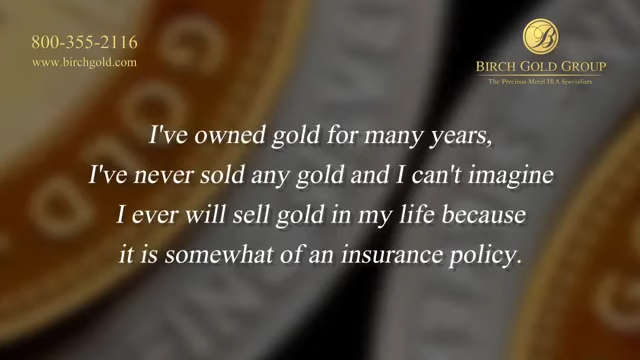 800-355-2116
www.birchgold.com
BIRCH GOLD GROUP
The Precious Metal IRA Specialists
I've owned gold for many years,
I've never sold any gold and I can't imagine
I ever will sell gold in my life because
it is somewhat of an insurance policy.